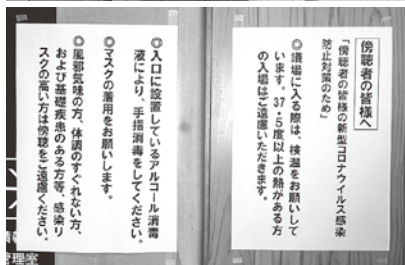 傍聴者の皆様へ
「傍聴者の皆様の新型コロナウイルス感染
防止対策のため」
◎議場に入る際は、検温をお願いして
います。37・5度以上の熱がある方
の入場はご遠慮いただきます。
◎入口に設置しているアルコール消毒
液により、手指消毒をしてください。
◎マスクの着用をお願いします。
◎風邪気味の方、体調のすぐれない方、
および基礎疾患のある方等、感染リ
スクの高い方は傍聴をご遠慮ください。
管理室